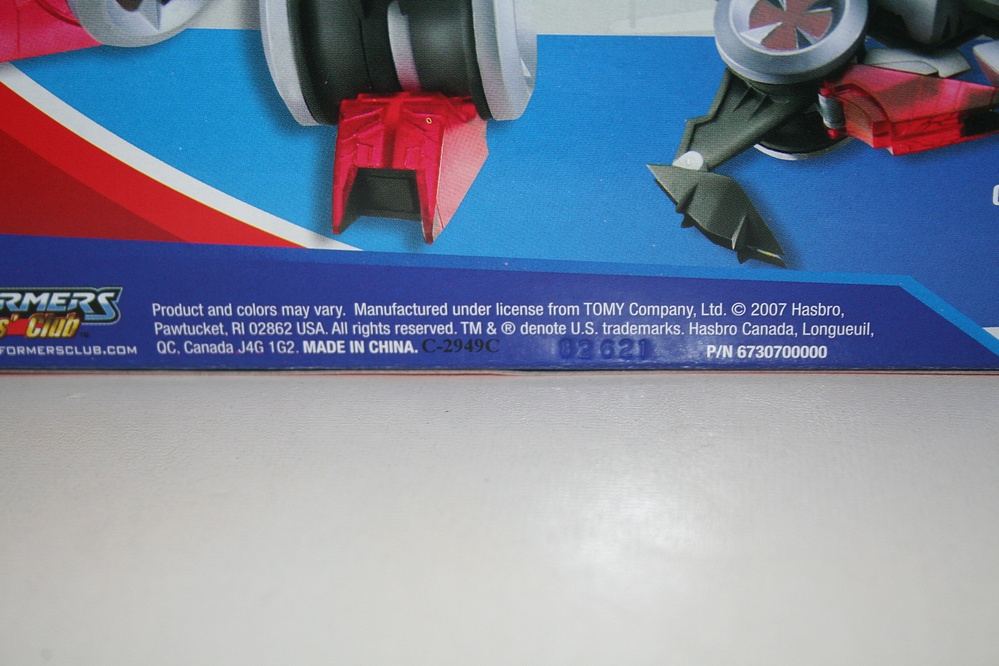 RMERS
s' Club
FORMERSCLUB.COM
Product and colors may vary. Manufactured under license from TOMY Company, Ltd. © 2007 Hasbro,
Pawtucket, RI 02862 USA. All rights reserved. TM & ® denote U.S. trademarks. Hasbro Canada, Longueuil,
QC, Canada J4G 1G2. MADE IN CHINA. C-2949C 62621 P/N 6730700000